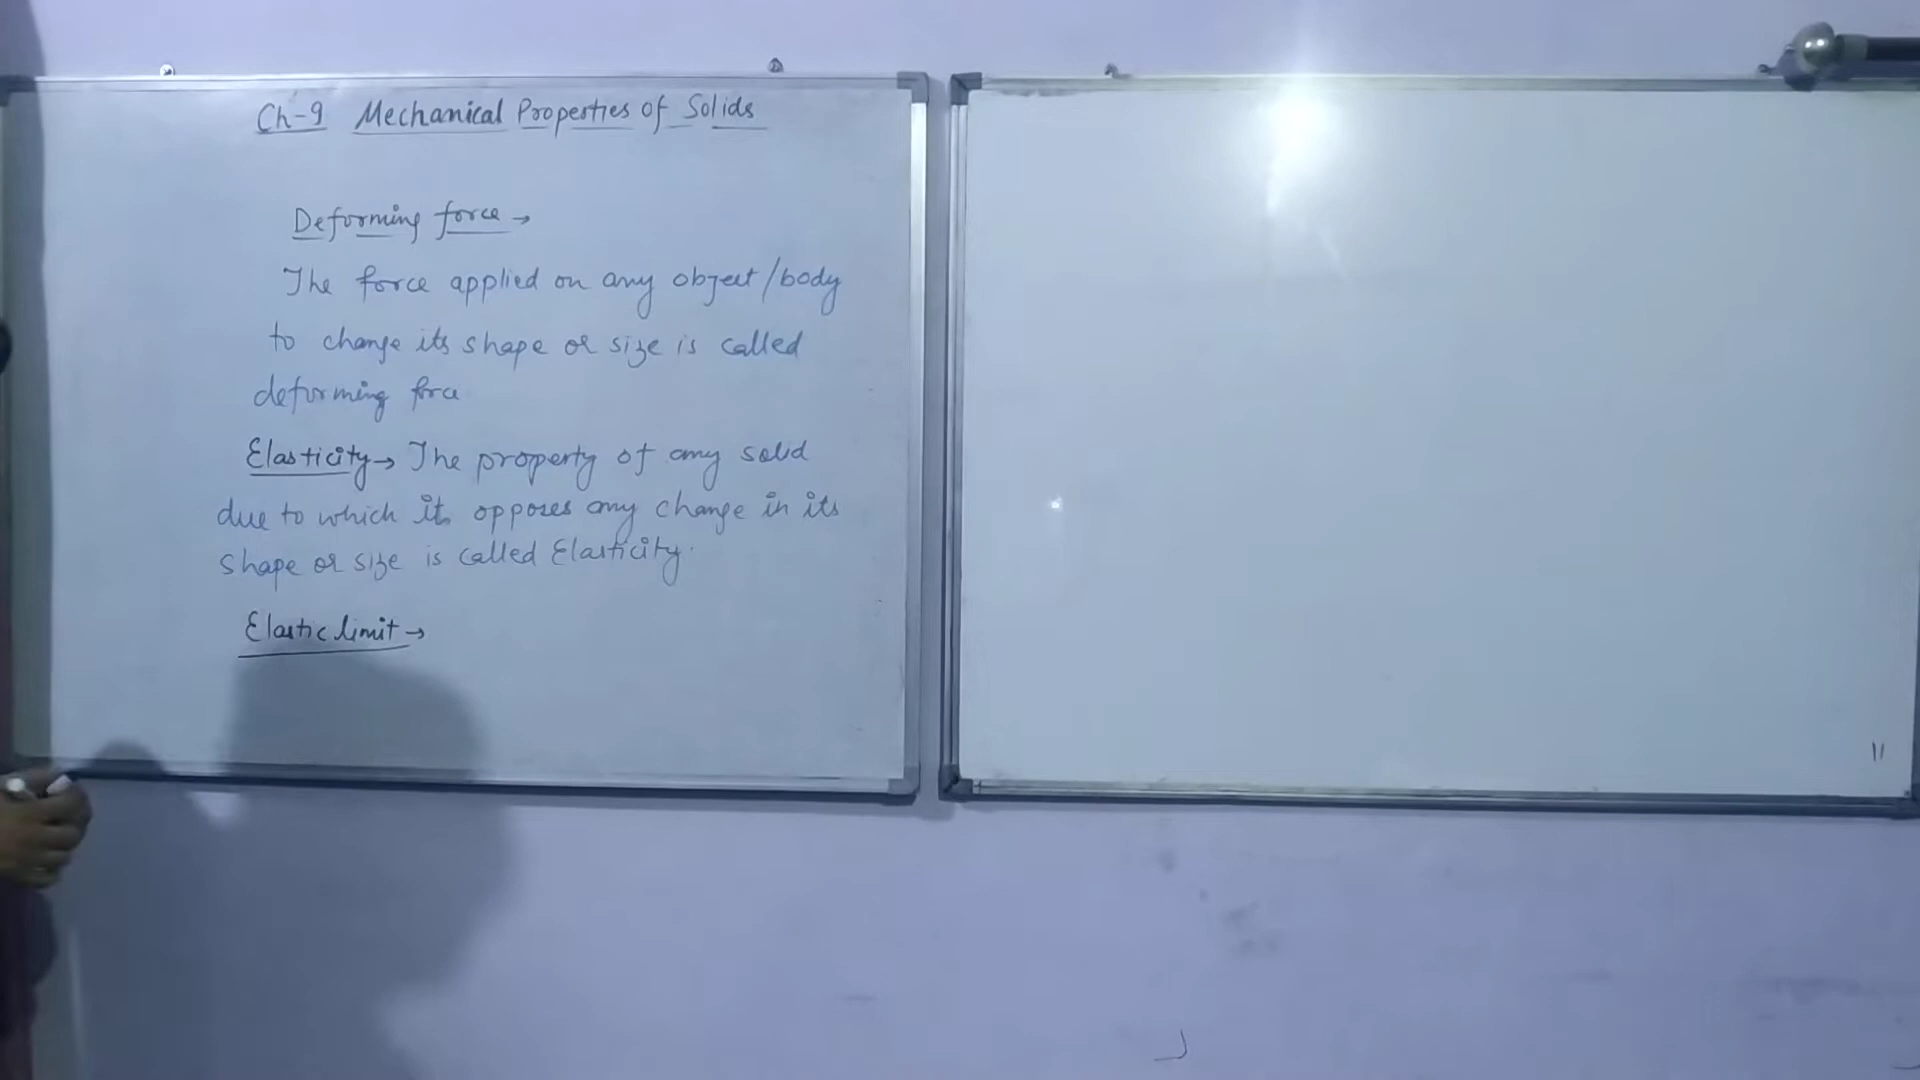 Ch-9 Mechanical Properties of Solids
Deforming force →
The force applied on any object/body
to change its shape or size is called
deforming force
Elasticity → The property of any solid
due to which it opposes any change in its
shape or size is called Elasticity.
Elastic limit →
11